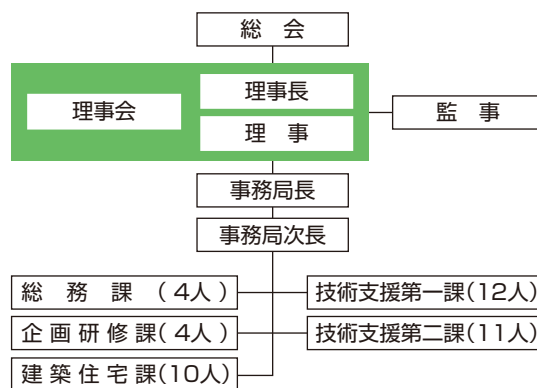 総　会
理事会
理事長
理　事
監　事
事務局長
事務局次長
総　務　課　（ 4人 ）
技術支援第一課（12人）
企 画 研 修 課（ 4人 ）
技術支援第二課（11人）
建 築 住 宅 課（10人）